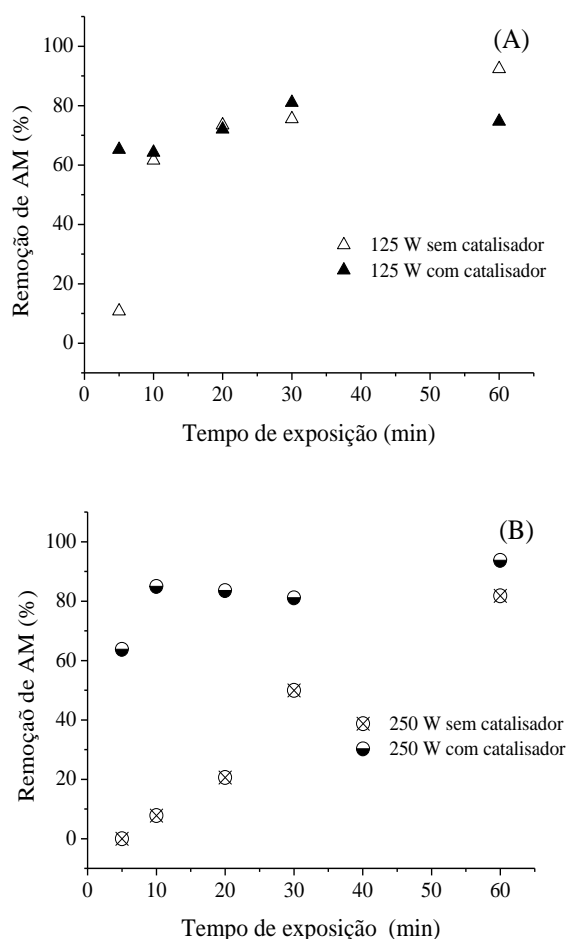 (A)
100
80
60
40
20
0
Remoção de AM (%)
125 W sem catalisador
125 W com catalisador
0 10 20 30 40 50 60
Tempo de exposição (min)
(B)
100
80
60
40
20
0
Remoção de AM (%)
250 W sem catalisador
250 W com catalisador
0 10 20 30 40 50 60
Tempo de exposição (min)